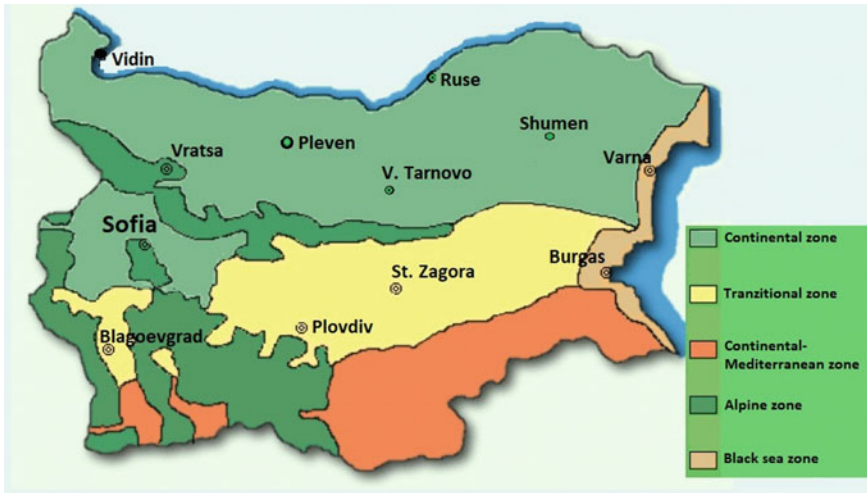 Vidin
Ruse
Shumen
Pleven
Vratsa
Varna
V. Tarnovo
Sofia
St. Zagora
Burgas
Plovdiv
Blagoevgrad
Continental zone
Tranzitional zone
Continental-
Mediterranean zone
Alpine zone
Black sea zone